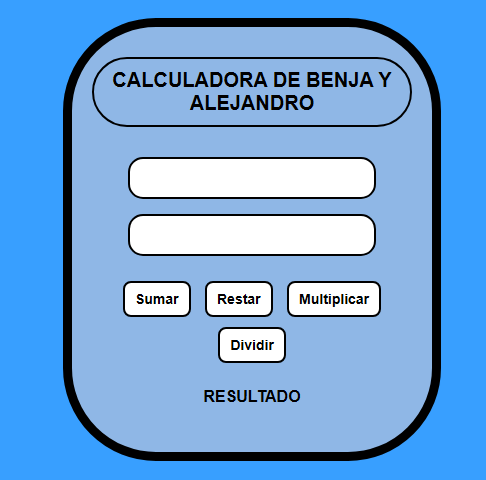 CALCULADORA DE BENJA Y
ALEJANDRO
Sumar Restar Multiplicar
Dividir
RESULTADO